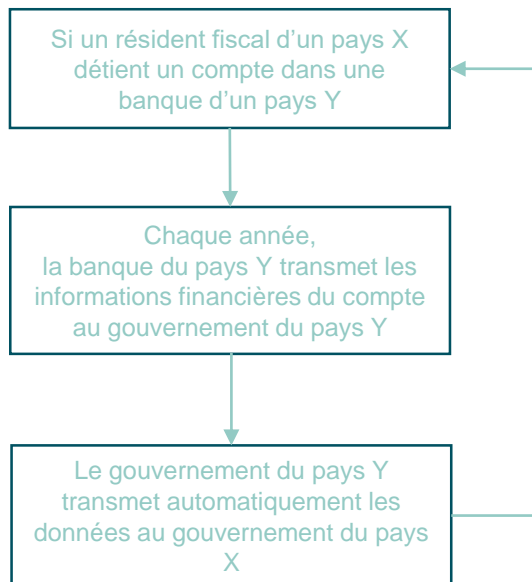 Si un résident fiscal d’un pays X
détient un compte dans une
banque d’un pays Y
Chaque année,
la banque du pays Y transmet les
informations financières du compte
au gouvernement du pays Y
Le gouvernement du pays Y
transmet automatiquement les
données au gouvernement du pays
X